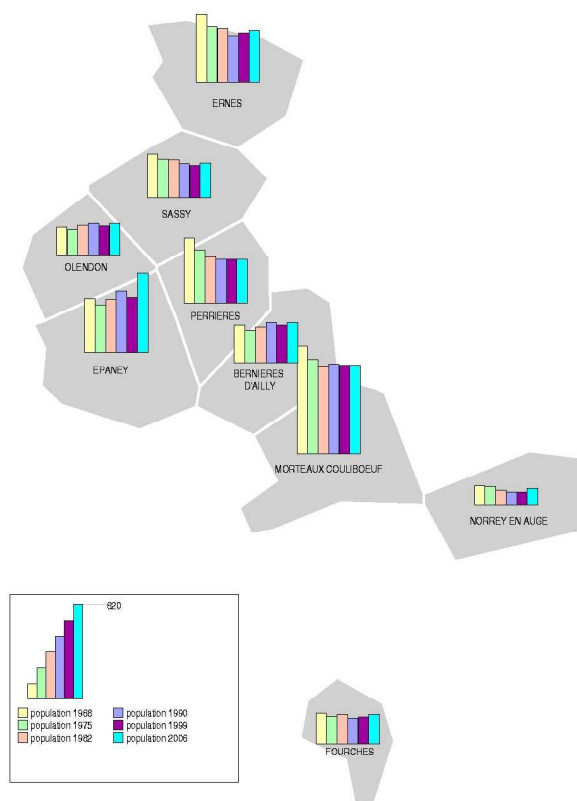 ERNES
SASSY
OLENDON
PERRIERES
EPANEY
BERNIERES
D'AILLY
MORTEAUX COULIBOEUF
NORREY EN AUGE
620
population 1968
population 1990
population 1975
population 1999
population 1982
population 2006
FOURCHES